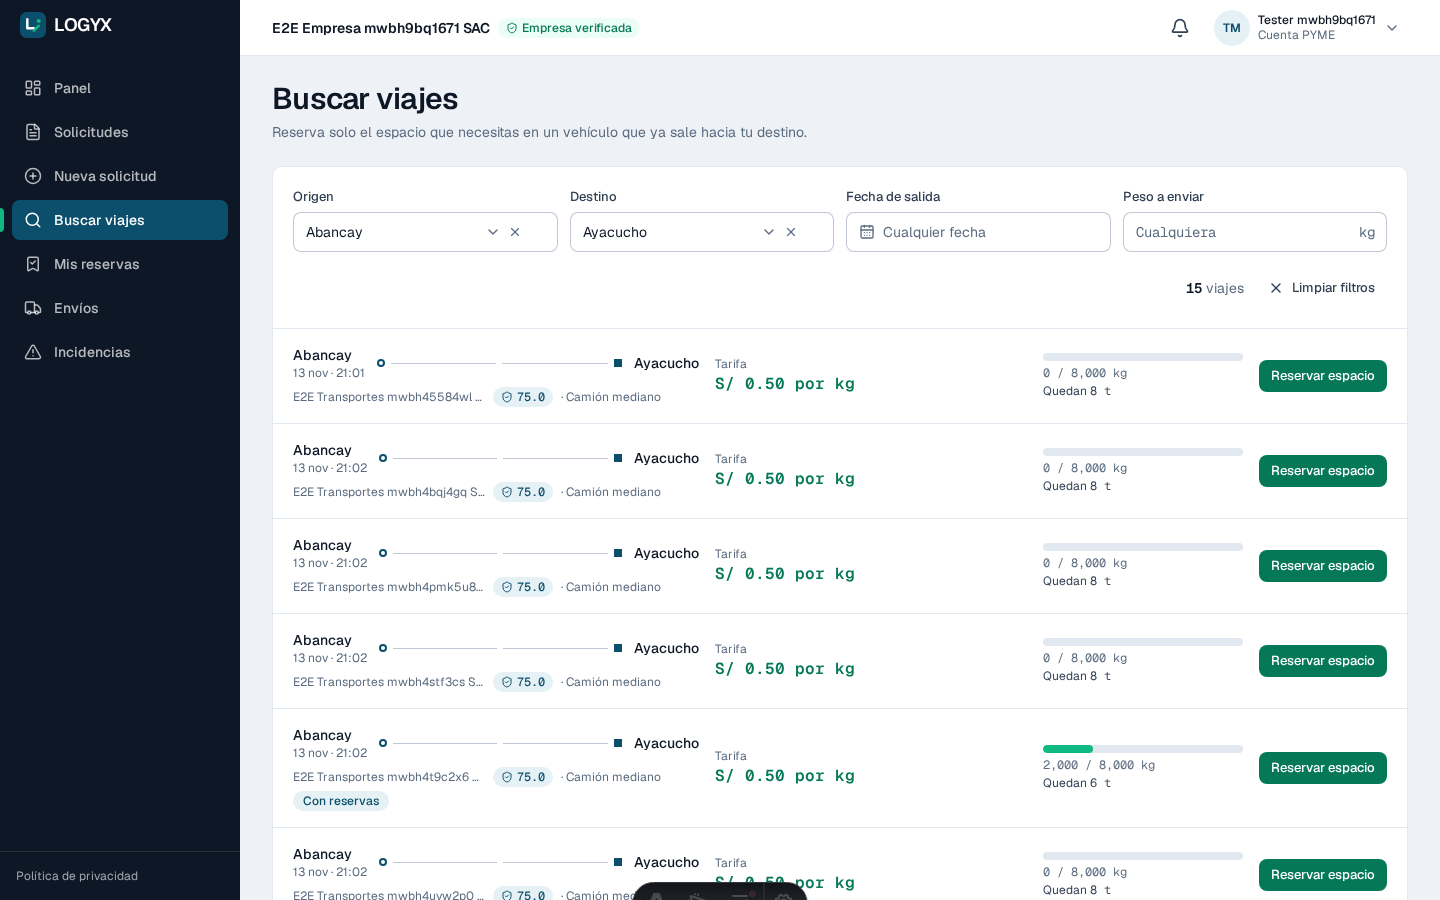 LOGYX
Panel
Solicitudes
Nueva solicitud
Buscar viajes
Mis reservas
Envíos
Incidencias
Política de privacidad
E2E Empresa mwbh9bq1671 SAC
Empresa verificada
TM
Tester mwbh9bq1671
Cuenta PYME
Buscar viajes
Reserva solo el espacio que necesitas en un vehículo que ya sale hacia tu destino.
Origen
Abancay
Destino
Ayacucho
Fecha de salida
Cualquier fecha
Peso a enviar
Cualquiera
kg
15 viajes
Limpiar filtros
Abancay
13 nov · 21:01
Ayacucho
E2E Transportes mwbh45584wl ...
75.0
· Camión mediano
Tarifa
S/ 0.50 por kg
0 / 8,000 kg
Quedan 8 t
Reservar espacio
Abancay
13 nov · 21:02
Ayacucho
E2E Transportes mwbh4bqj4gq S...
75.0
· Camión mediano
Tarifa
S/ 0.50 por kg
0 / 8,000 kg
Quedan 8 t
Reservar espacio
Abancay
13 nov · 21:02
Ayacucho
E2E Transportes mwbh4pmk5u8...
75.0
· Camión mediano
Tarifa
S/ 0.50 por kg
0 / 8,000 kg
Quedan 8 t
Reservar espacio
Abancay
13 nov · 21:02
Ayacucho
E2E Transportes mwbh4stf3cs S...
75.0
· Camión mediano
Tarifa
S/ 0.50 por kg
0 / 8,000 kg
Quedan 8 t
Reservar espacio
Abancay
13 nov · 21:02
Ayacucho
E2E Transportes mwbh4t9c2x6 ...
75.0
· Camión mediano
Con reservas
Tarifa
S/ 0.50 por kg
2,000 / 8,000 kg
Quedan 6 t
Reservar espacio
Abancay
13 nov · 21:02
Ayacucho
E2E Transportes mwbh4uyw2p0 ...
75.0
· Camión
Tarifa
S/ 0.50 por kg
0 / 8,000 kg
Quedan 8 t
Reservar espacio